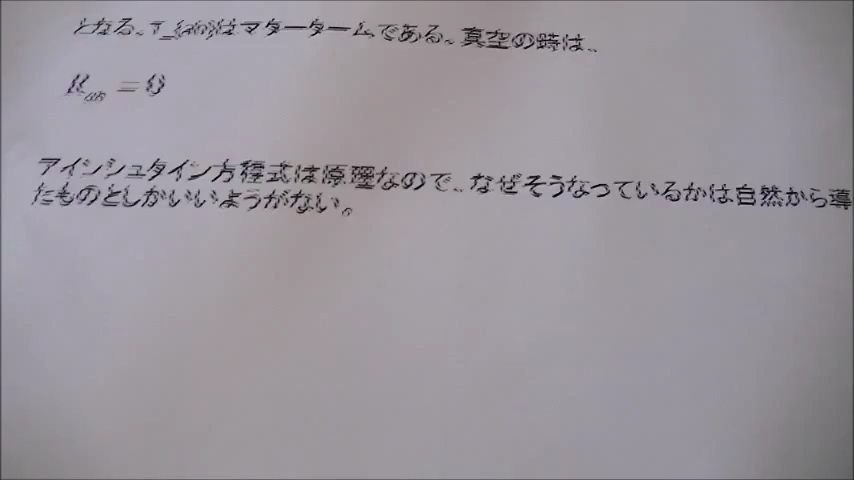 となる。T_{ab}はマタータームである。真空の時は、
R_{ab} = 0
アインシュタイン方程式は原理なので、なぜそうなっているかは自然から導
たものとしかいいようがない。